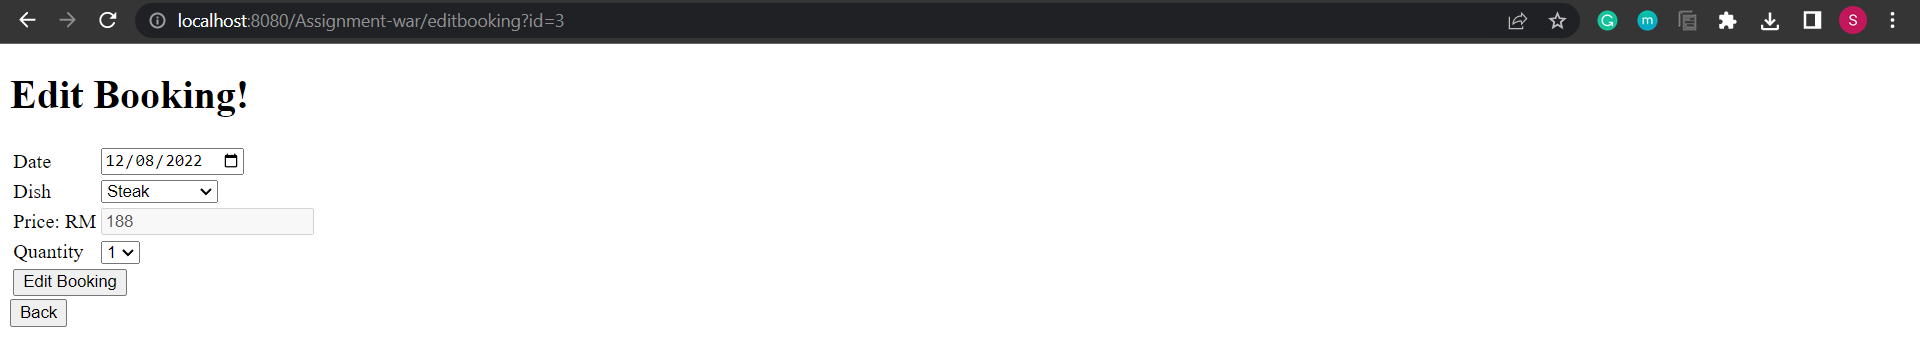 localhost:8080/Assignment-war/editbooking?id=3
S
Edit Booking!
Date 12/08/2022
Dish Steak
Price: RM 188
Quantity 1
Edit Booking
Back